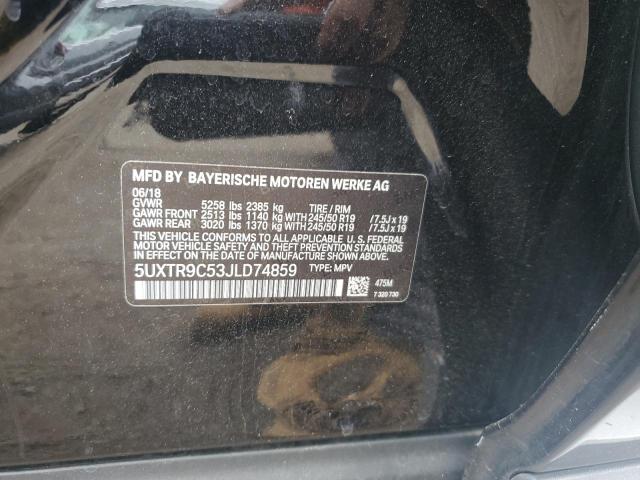 MFD BY BAYERISCHE MOTOREN WERKE AG
06/18
GVWR 5258 lbs 2385 kg TIRE / RIM
GAWR FRONT 2513 lbs 1140 kg WITH 245/50 R19 /7.5J x 19
GAWR REAR 3020 lbs 1370 kg WITH 245/50 R19 /7.5J x 19
THIS VEHICLE CONFORMS TO ALL APPLICABLE
U.S. FEDERAL MOTOR VEHICLE SAFETY, BUMPER
AND THEFT PREVENTION STANDARDS IN EFFECT
ON THE DATE OF MANUFACTURE SHOWN ABOVE.
5UXTR9C53JLD74859 TYPE: MPV
475M
7 320 730